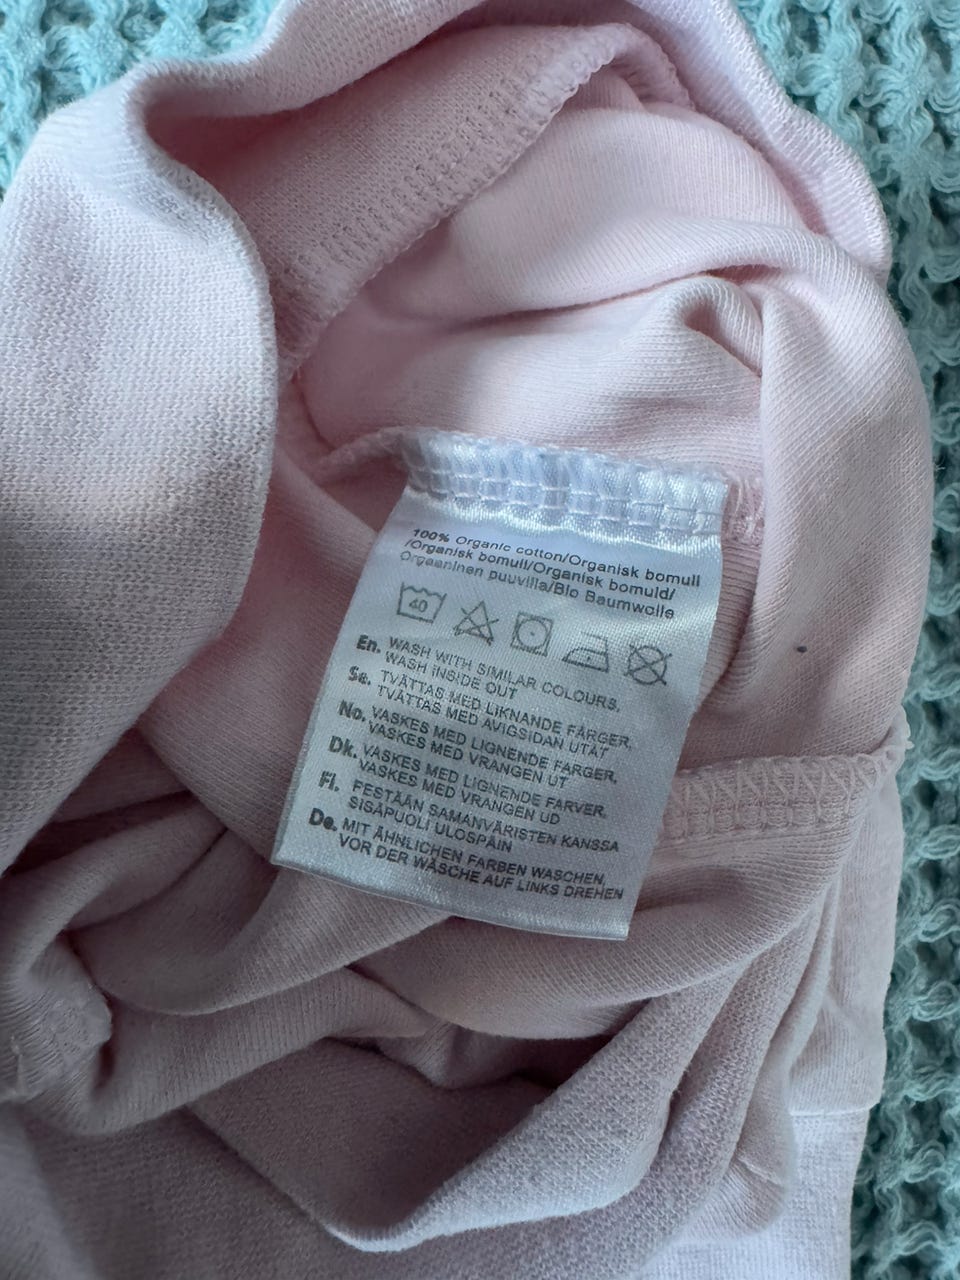 100% Organic cotton/Organisk bomull
/Organisk bomull/Organisk bomuld/
Orgaaninen puuvilla/Bio Baumwolle
40
En. WASH WITH SIMILAR COLOURS,
WASH INSIDE OUT
Se. TVÄTTAS MED LIKNANDE FÄRGER,
TVÄTTAS MED AVIGSIDAN UTÅT
No. VASKES MED LIGNENDE FARGER,
VASKES MED VRANGEN UT
Dk. VASKES MED LIGNENDE FARVER,
VASKES MED VRANGEN UD
Fi. PESTÄÄN SAMANVÄRISTEN KANSSA
SISÄPUOLI ULOSPÄIN
De. MIT ÄHNLICHEN FARBEN WASCHEN,
VOR DER WÄSCHE AUF LINKS DREHEN